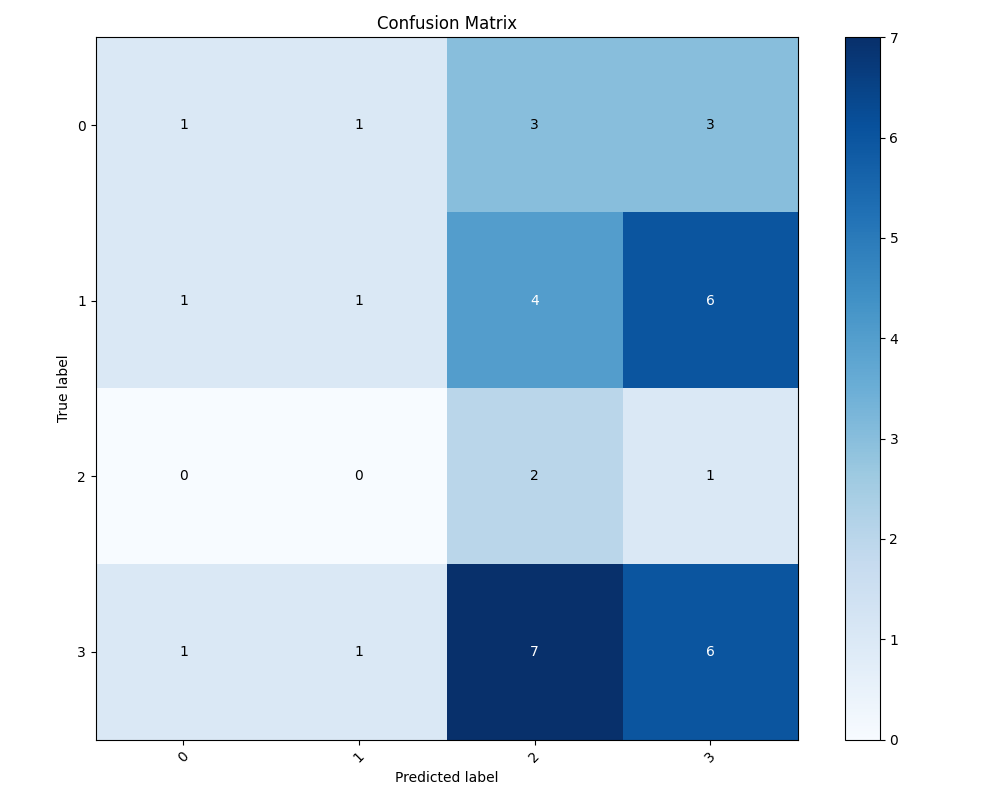 Confusion Matrix
True label
0 1 1 3 3
1 1 1 4 6
2 0 0 2 1
3 1 1 7 6
0 1 2 3
Predicted label
7
6
5
4
3
2
1
0